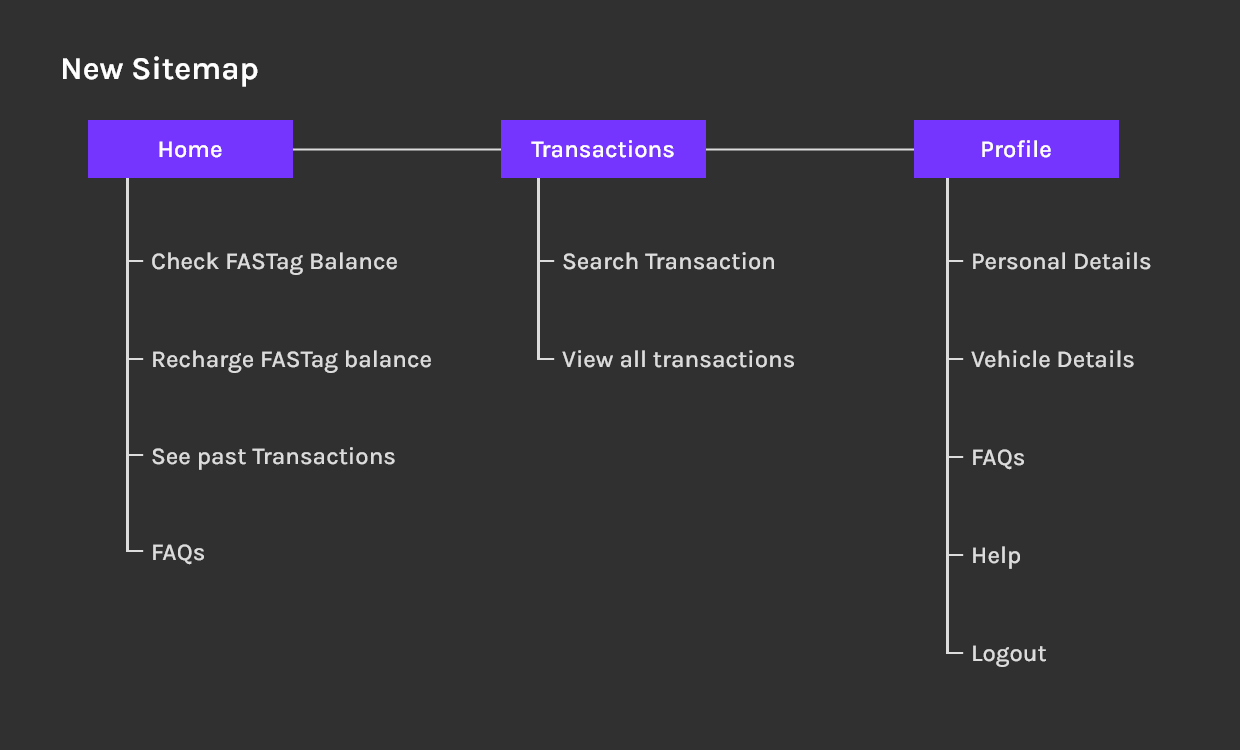 New Sitemap
Home
Transactions
Profile
Check FASTag Balance
Recharge FASTag balance
See past Transactions
FAQs
Search Transaction
View all transactions
Personal Details
Vehicle Details
FAQs
Help
Logout